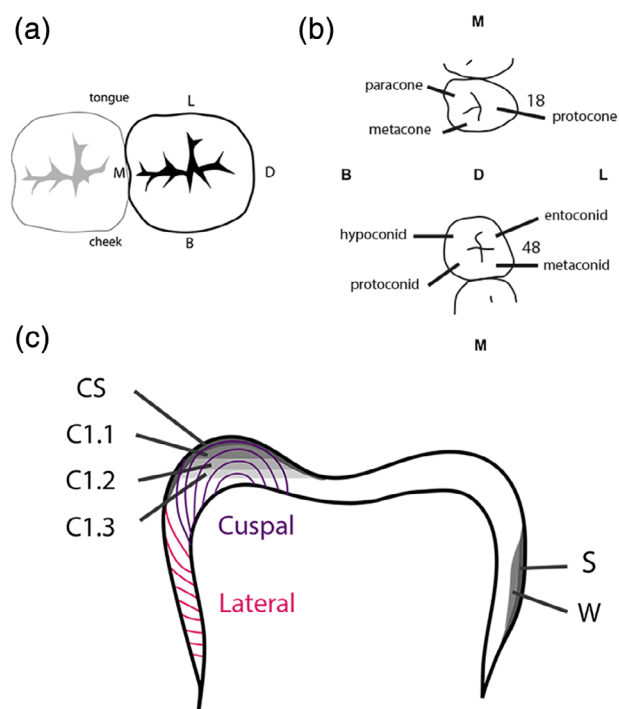 (a)
tongue
L
M
D
cheek
B
(b)
M
paracone
18
protocone
metacone
B
D
L
entoconid
hypoconid
48
metaconid
protoconid
M
(c)
CS
C1.1
C1.2
C1.3
Cuspal
Lateral
S
W